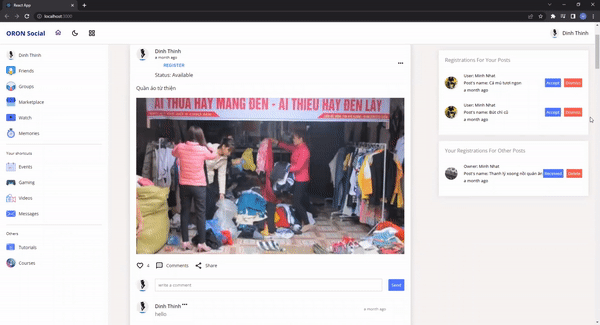 React App
localhost:3000
ORON Social
Dinh Thinh
Dinh Thinh
Friends
Groups
Marketplace
Watch
Memories
Your shortcuts
Events
Gaming
Videos
Messages
Others
Tutorials
Courses
Dinh Thinh
a month ago
REGISTER
Status: Available
Quần áo từ thiện
AI THỪA HÃY MANG ĐẾN - AI THIẾU HÃY ĐẾN LẤY
4
Comments
Share
write a comment
Send
Dinh Thinh
a month ago
hello
Registrations For Your Posts
User: Minh Nhat
Post's name: Cà mú tươi ngon
a month ago
Accept
Dismiss
User: Minh Nhat
Post's name: Bút chì cũ
a month ago
Accept
Dismiss
Your Registrations For Other Posts
Owner: Minh Nhat
Post's name: Thanh lý xoong nồi quán ăn
a month ago
Received
Delete